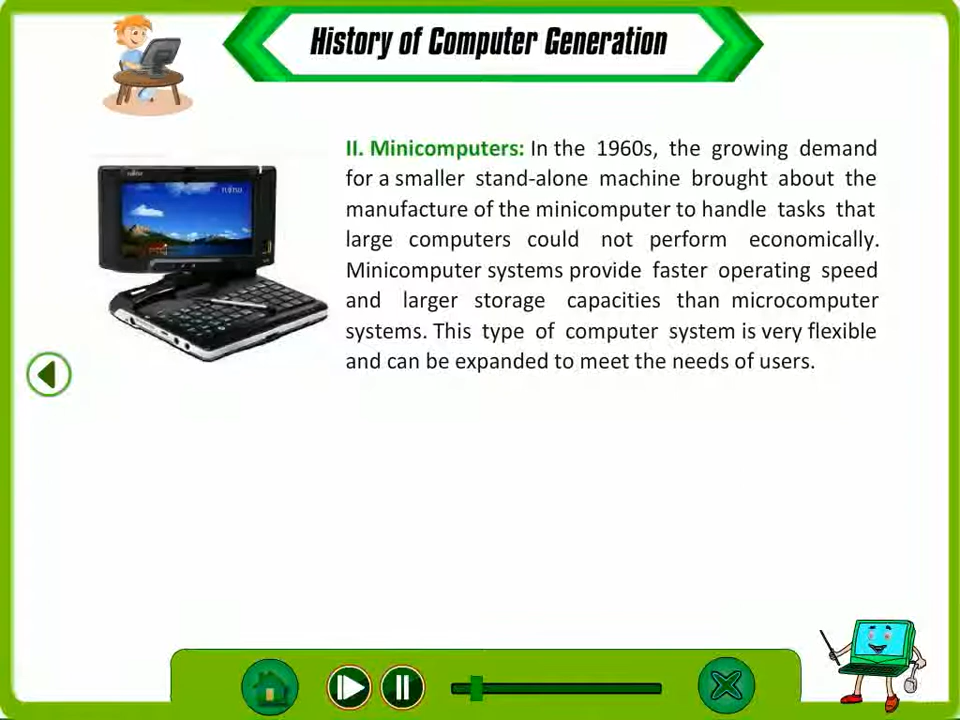 History of Computer Generation
II. Minicomputers: In the 1960s, the growing demand
for a smaller stand-alone machine brought about the
manufacture of the minicomputer to handle tasks that
large computers could not perform economically.
Minicomputer systems provide faster operating speed
and larger storage capacities than microcomputer
systems. This type of computer system is very flexible
and can be expanded to meet the needs of users.
FUJITSU
FUJITSU